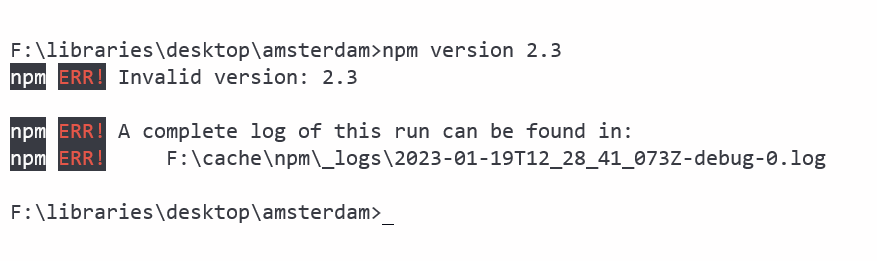 F:\libraries\desktop\amsterdam>npm version 2.3
npm ERR! Invalid version: 2.3
npm ERR! A complete log of this run can be found in:
npm ERR!     F:\cache\npm\_logs\2023-01-19T12_28_41_073Z-debug-0.log
F:\libraries\desktop\amsterdam>_